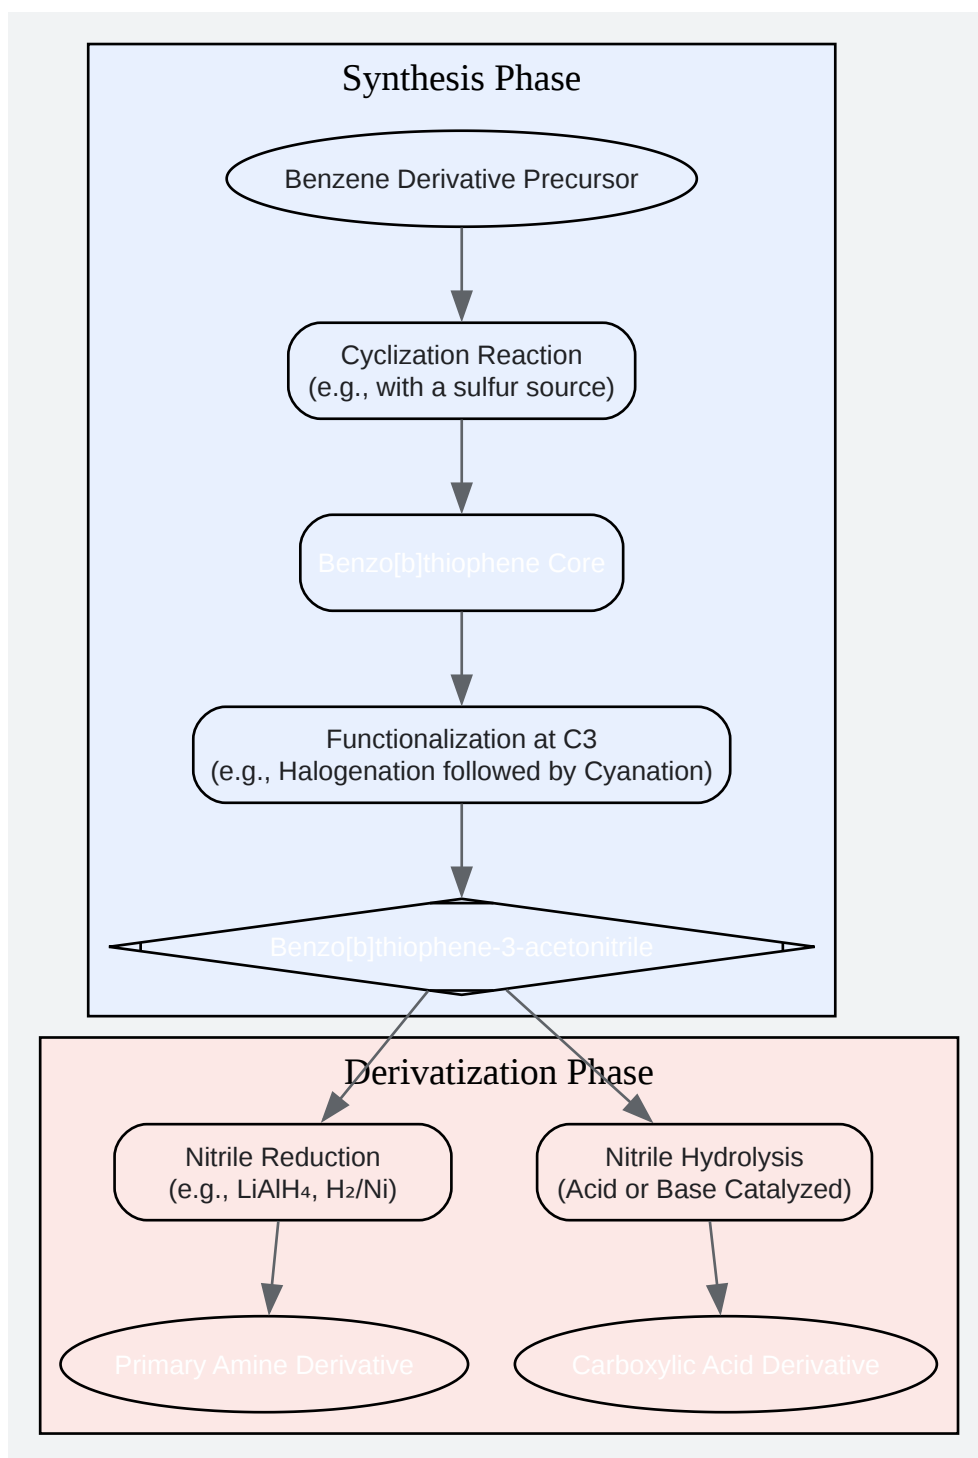 Synthesis Phase
Benzene Derivative Precursor
Cyclization Reaction
(e.g., with a sulfur source)
Benzo[b]thiophene Core
Functionalization at C3
(e.g., Halogenation followed by Cyanation)
Benzo[b]thiophene-3-acetonitrile
Derivatization Phase
Nitrile Reduction
(e.g., LiAlH₄, H₂/Ni)
Nitrile Hydrolysis
(Acid or Base Catalyzed)
Primary Amine Derivative
Carboxylic Acid Derivative